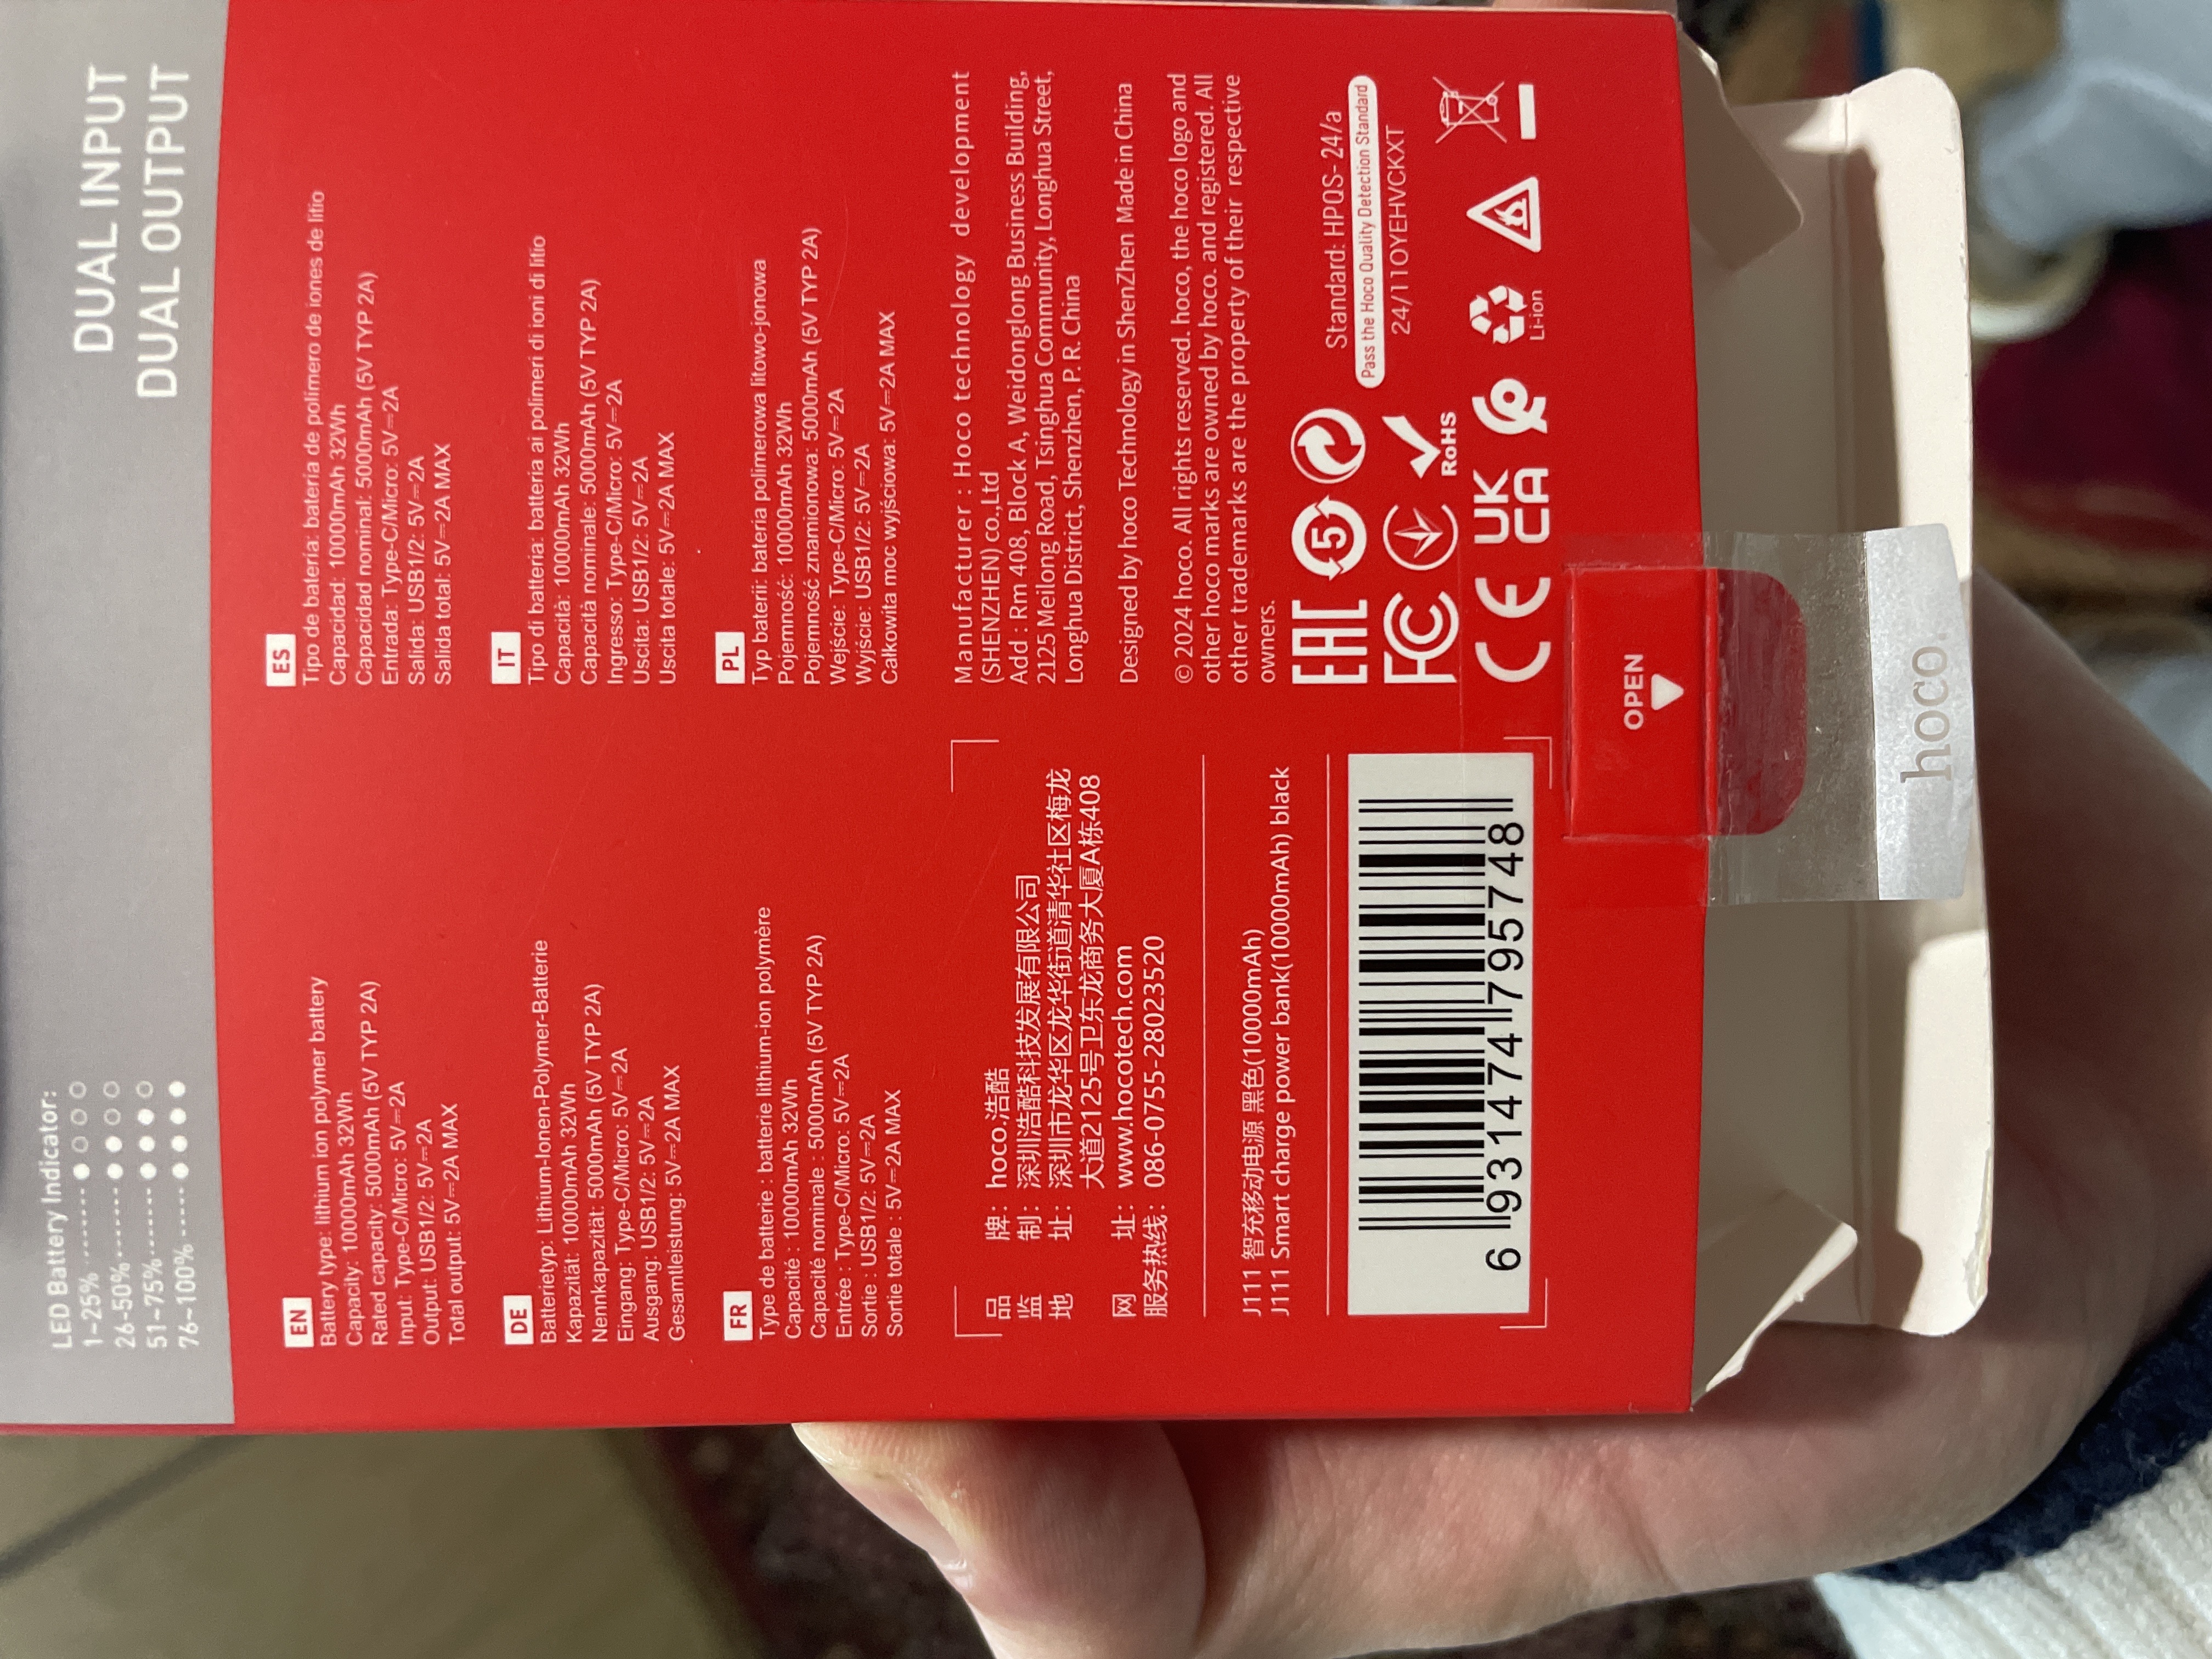 LED Battery Indicator:
1~25% ········ ●○○○
26~50% ······· ●●○○
51~75% ······· ●●●○
76~100% ····· ●●●●
DUAL INPUT
DUAL OUTPUT
EN
Battery type: lithium ion polymer battery
Capacity: 10000mAh 32Wh
Rated capacity: 5000mAh (5V TYP 2A)
Input: Type-C/Micro: 5V⎓2A
Output: USB1/2: 5V⎓2A
Total output: 5V⎓2A MAX
DE
Batterietyp: Lithium-Ionen-Polymer-Batterie
Kapazität: 10000mAh 32Wh
Nennkapazität: 5000mAh (5V TYP 2A)
Eingang: Type-C/Micro: 5V⎓2A
Ausgang: USB1/2: 5V⎓2A
Gesamtleistung: 5V⎓2A MAX
FR
Type de batterie : batterie lithium-ion polymère
Capacité : 10000mAh 32Wh
Capacité nominale : 5000mAh (5V TYP 2A)
Entrée : Type-C/Micro: 5V⎓2A
Sortie : USB1/2: 5V⎓2A
Sortie totale : 5V⎓2A MAX
ES
Tipo de batería: batería de polímero de iones de litio
Capacidad: 10000mAh 32Wh
Capacidad nominal: 5000mAh (5V TYP 2A)
Entrada: Type-C/Micro: 5V⎓2A
Salida: USB1/2: 5V⎓2A
Salida total: 5V⎓2A MAX
IT
Tipo di batteria: batteria ai polimeri di ioni di litio
Capacità: 10000mAh 32Wh
Capacità nominale: 5000mAh (5V TYP 2A)
Ingresso: Type-C/Micro: 5V⎓2A
Uscita: USB1/2: 5V⎓2A
Uscita totale: 5V⎓2A MAX
PL
Typ baterii: bateria polimerowa litowo-jonowa
Pojemność: 10000mAh 32Wh
Pojemność znamionowa: 5000mAh (5V TYP 2A)
Wejście: Type-C/Micro: 5V⎓2A
Wyjście: USB1/2: 5V⎓2A
Całkowita moc wyjściowa: 5V⎓2A MAX
品 牌：hoco.浩酷
监 制：深圳浩酷科技发展有限公司
地 址：深圳市龙华区龙华街道清华社区梅龙
大道2125号卫东龙商务大厦A栋408
网 址：www.hocotech.com
服务热线：086-0755-28023520
J111 智充移动电源 黑色(10000mAh)
J111 Smart charge power bank(10000mAh) black
6 931474 795748
Manufacturer : Hoco technology development
(SHENZHEN) co.,Ltd
Add : Rm 408, Block A, Weidonglong Business Building,
2125 Meilong Road, Tsinghua Community, Longhua Street,
Longhua District, Shenzhen, P. R. China
Designed by hoco Technology in ShenZhen Made in China
© 2024 hoco. All rights reserved. hoco, the hoco logo and
other hoco marks are owned by hoco. and registered. All
other trademarks are the property of their respective
owners.
EAC 5
Standard: HPQS- 24/a
Pass the Hoco Quality Detection Standard
24/11OYEHVCKXT
FC RoHS
CE UK
CA
Li-ion
OPEN
hoco.